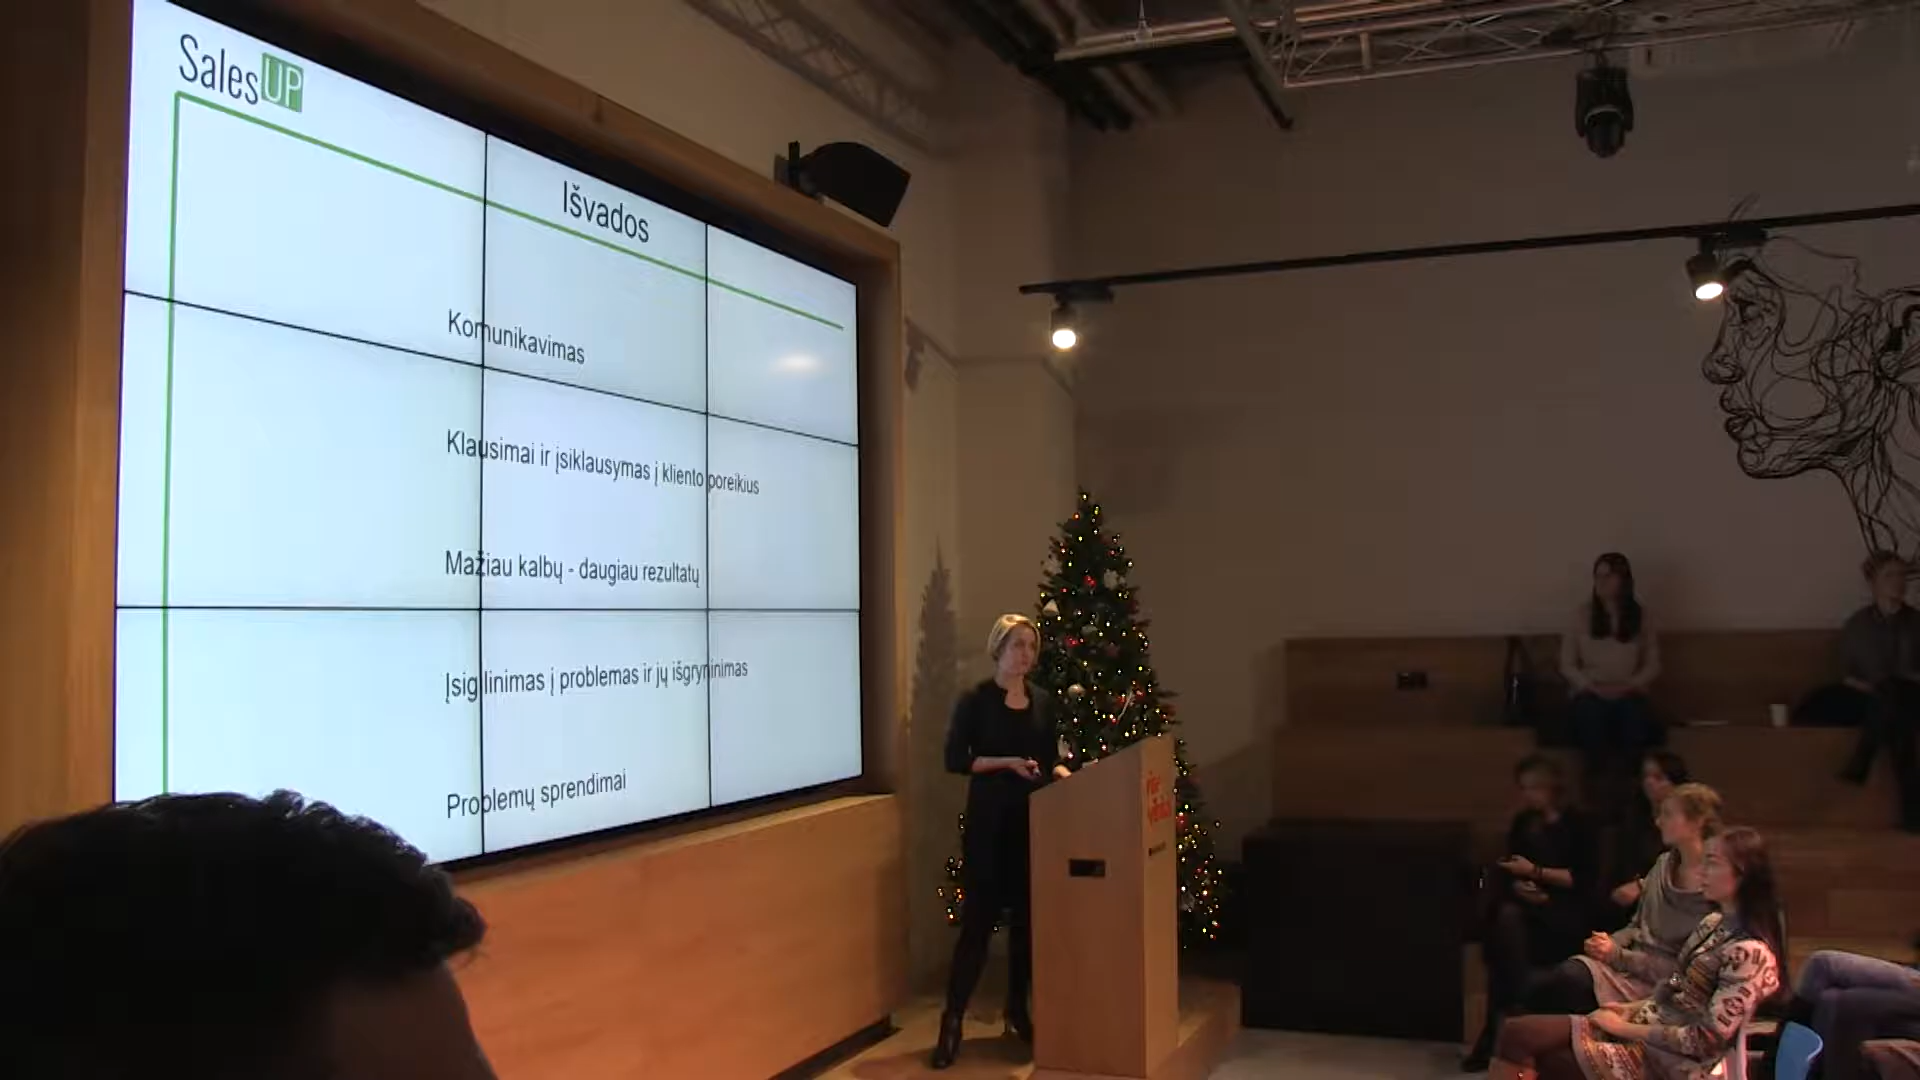 SalesUP
Išvados
Komunikavimas
Klausimai ir įsiklausymas į kliento poreikius
Mažiau kalbų - daugiau rezultatų
Įsigilinimas į problemas ir jų išgryninimas
Problemų sprendimai